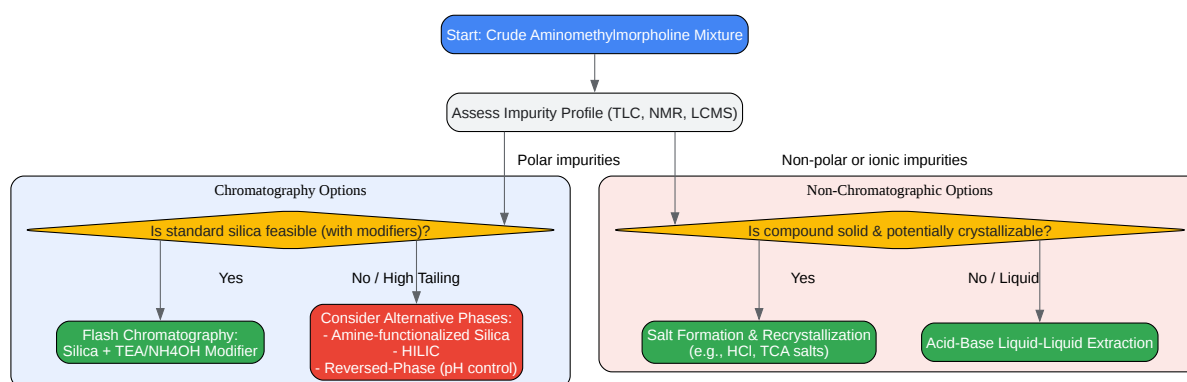 Start: Crude Aminomethylmorpholine Mixture
Assess Impurity Profile (TLC, NMR, LCMS)
Polar impurities
Non-polar or ionic impurities
Chromatography Options
Is standard silica feasible (with modifiers)?
Yes
No / High Tailing
Flash Chromatography:
Silica + TEA/NH4OH Modifier
Consider Alternative Phases:
- Amine-functionalized Silica
- HILIC
- Reversed-Phase (pH control)
Non-Chromatographic Options
Is compound solid & potentially crystallizable?
Yes
No / Liquid
Salt Formation & Recrystallization
(e.g., HCl, TCA salts)
Acid-Base Liquid-Liquid Extraction